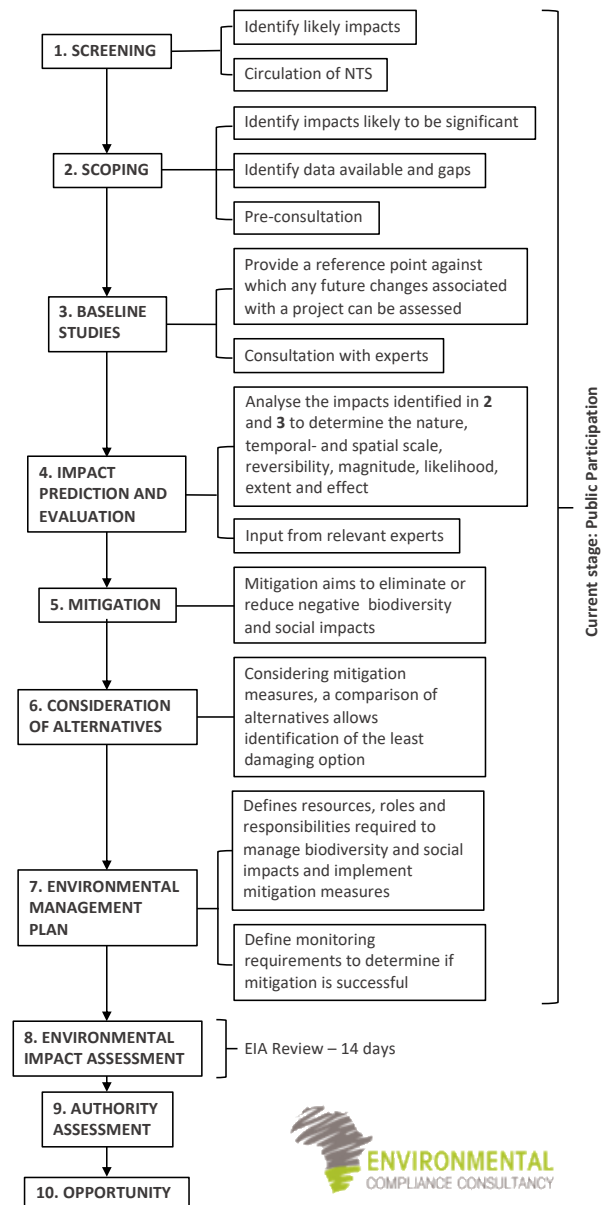 1. SCREENING
Identify likely impacts
Circulation of NTS
2. SCOPING
Identify impacts likely to be significant
Identify data available and gaps
Pre-consultation
3. BASELINE
STUDIES
Provide a reference point against
which any future changes associated
with a project can be assessed
Consultation with experts
4. IMPACT
PREDICTION AND
EVALUATION
Analyse the impacts identified in 2
and 3 to determine the nature,
temporal- and spatial scale,
reversibility, magnitude, likelihood,
extent and effect
Input from relevant experts
5. MITIGATION
Mitigation aims to eliminate or
reduce negative biodiversity
and social impacts
6. CONSIDERATION
OF ALTERNATIVES
Considering mitigation
measures, a comparison of
alternatives allows
identification of the least
damaging option
7. ENVIRONMENTAL
MANAGEMENT
PLAN
Defines resources, roles and
responsibilities required to
manage biodiversity and social
impacts and implement
mitigation measures
Define monitoring
requirements to determine if
mitigation is successful
Current stage: Public Participation
8. ENVIRONMENTAL
IMPACT ASSESSMENT
EIA Review – 14 days
9. AUTHORITY
ASSESSMENT
10. OPPORTUNITY
ENVIRONMENTAL
COMPLIANCE CONSULTANCY